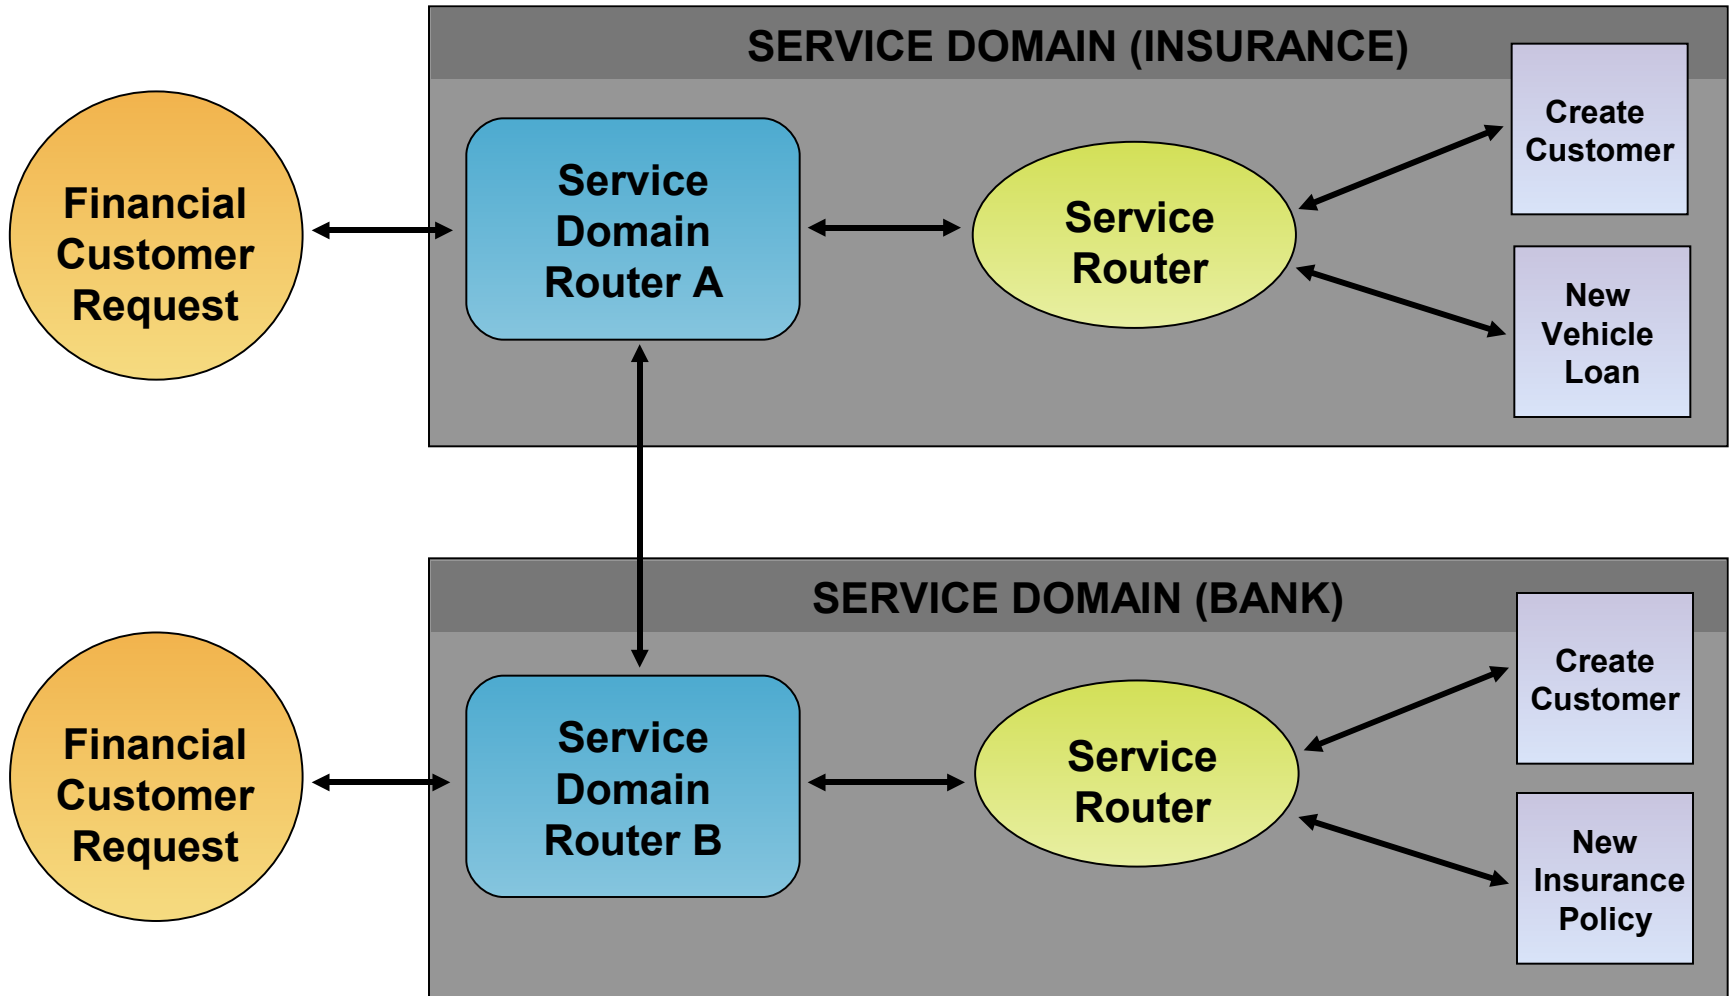 SERVICE DOMAIN (INSURANCE)
Financial
Customer
Request
Service
Domain
Router A
Service
Router
Create
Customer
New
Vehicle
Loan
SERVICE DOMAIN (BANK)
Financial
Customer
Request
Service
Domain
Router B
Service
Router
Create
Customer
New
Insurance
Policy